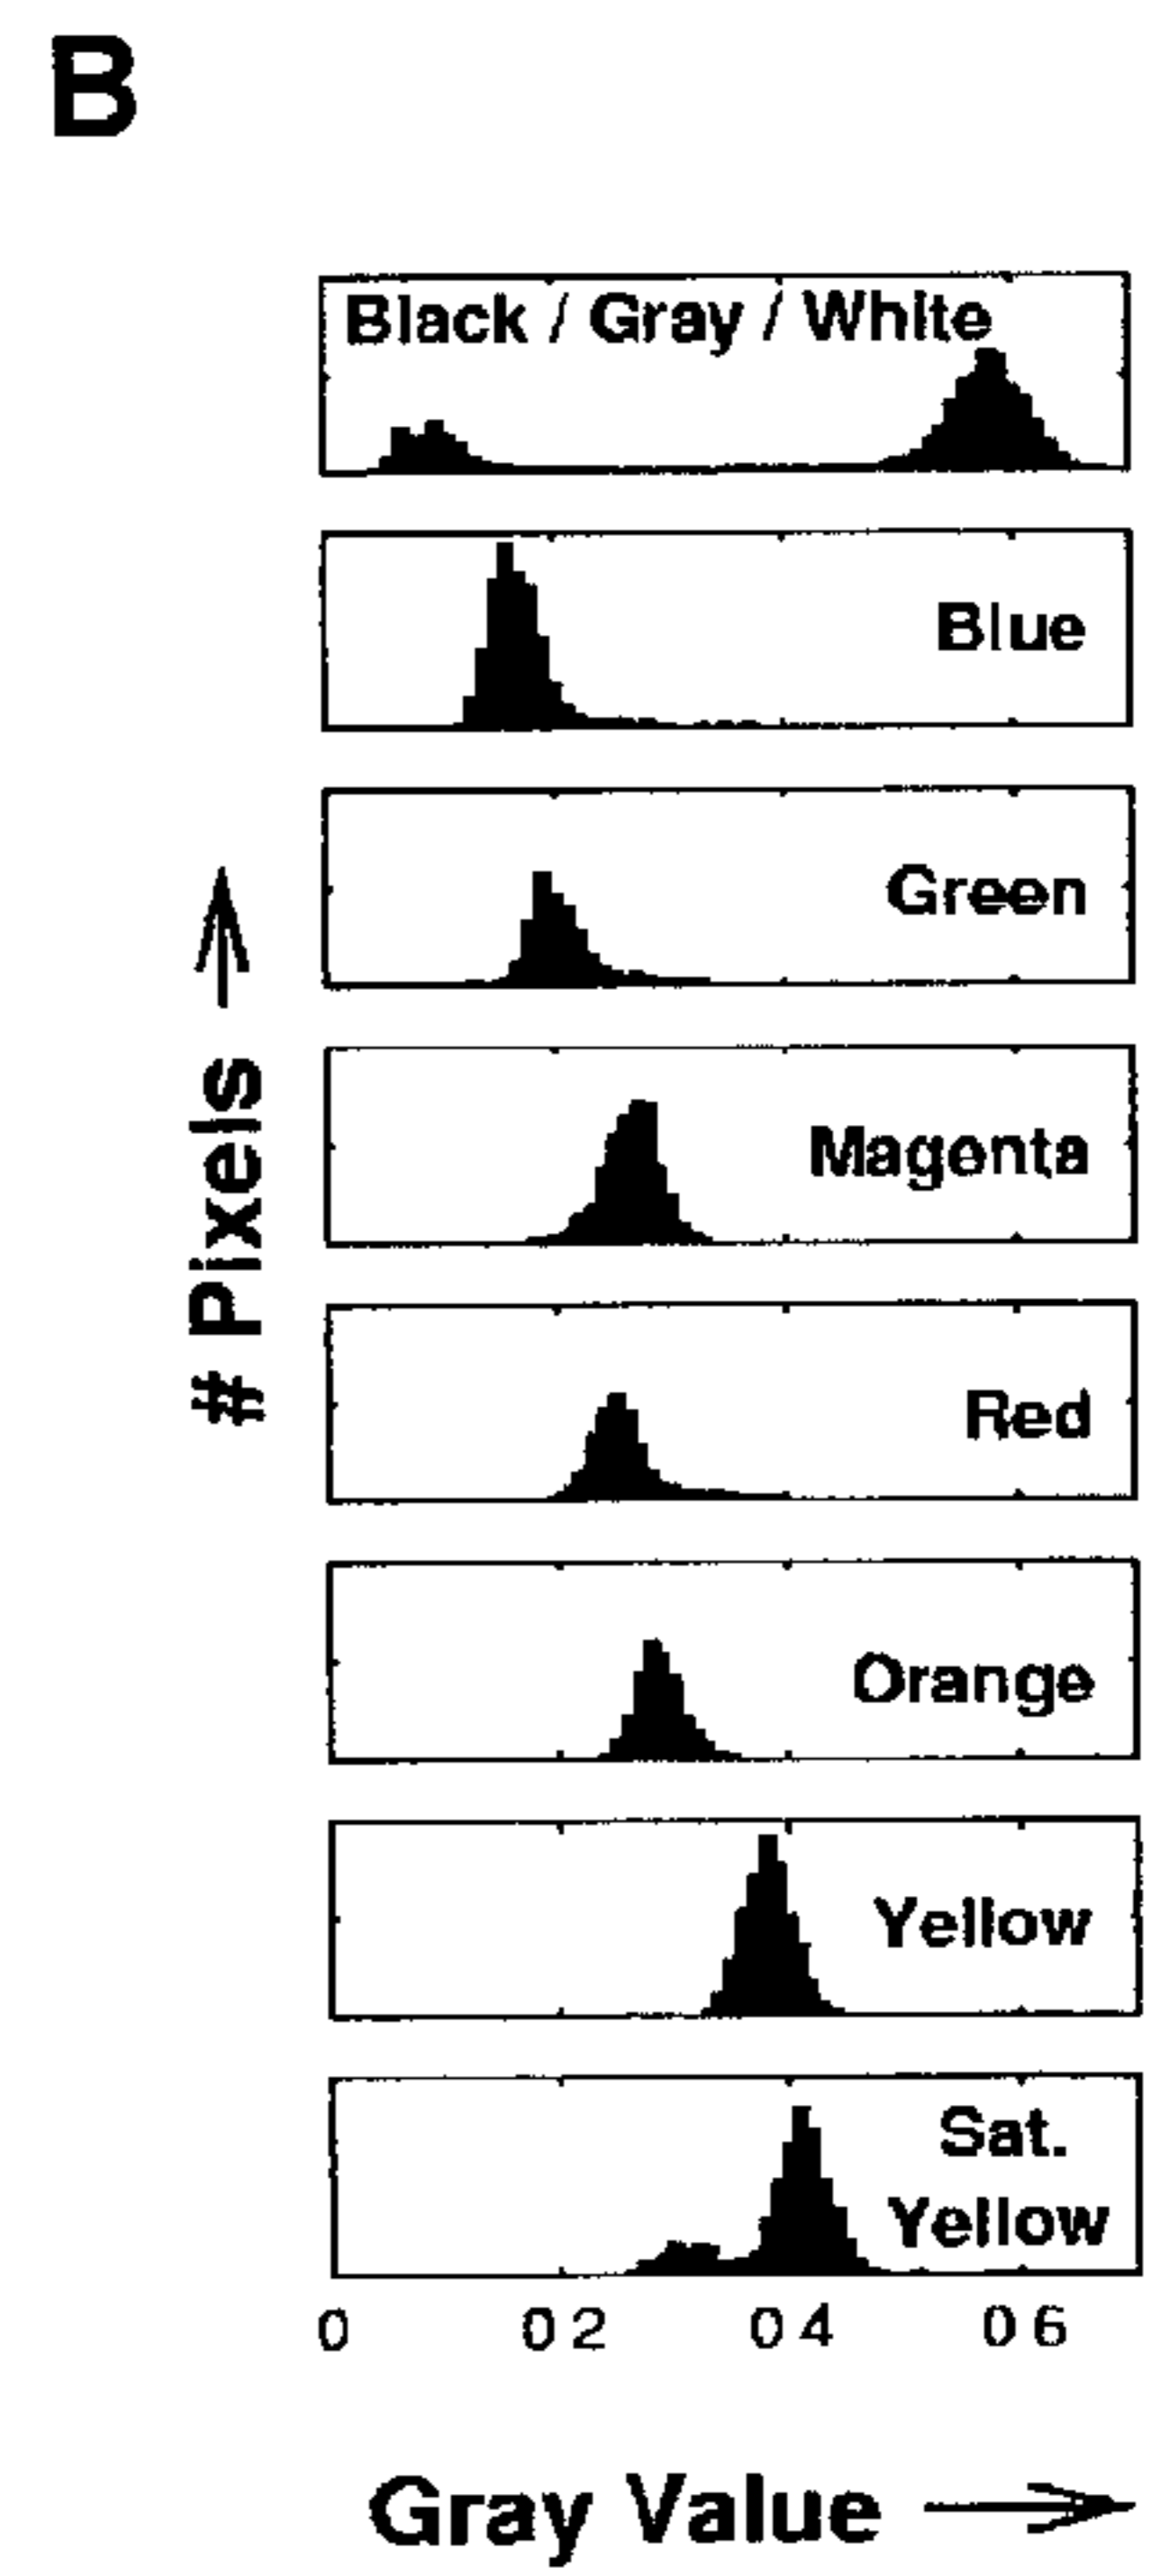 B
Black / Gray / White
Blue
Green
Magenta
Red
Orange
Yellow
Sat.
Yellow
# Pixels
0 0 2 0 4 0 6
Gray Value